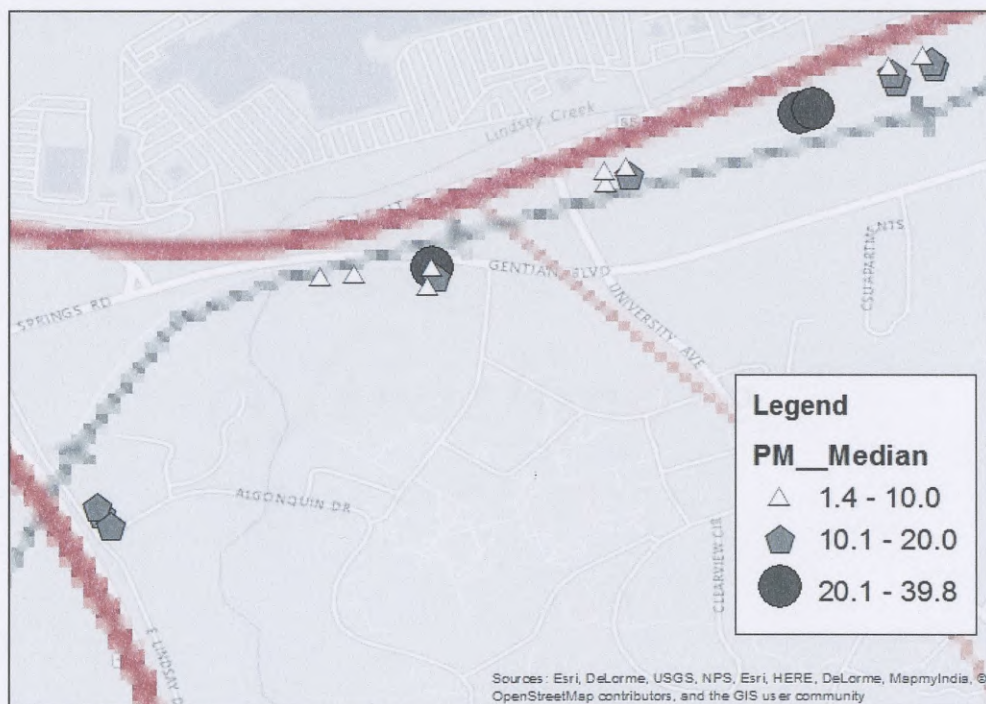 Lindsay Creek
GENTIAN BLVD
CSU APARTMENTS
SPRINGS RD
UNIVERSITY AVE
Legend
PM__Median
1.4 - 10.0
10.1 - 20.0
20.1 - 39.8
ALGONQUIN DR
CLEARVIEW CIR
E LINDSAY
Sources: Esri, DeLorme, USGS, NPS, Esri, HERE, DeLorme, MapmyIndia, ©
OpenStreetMap contributors, and the GIS user community